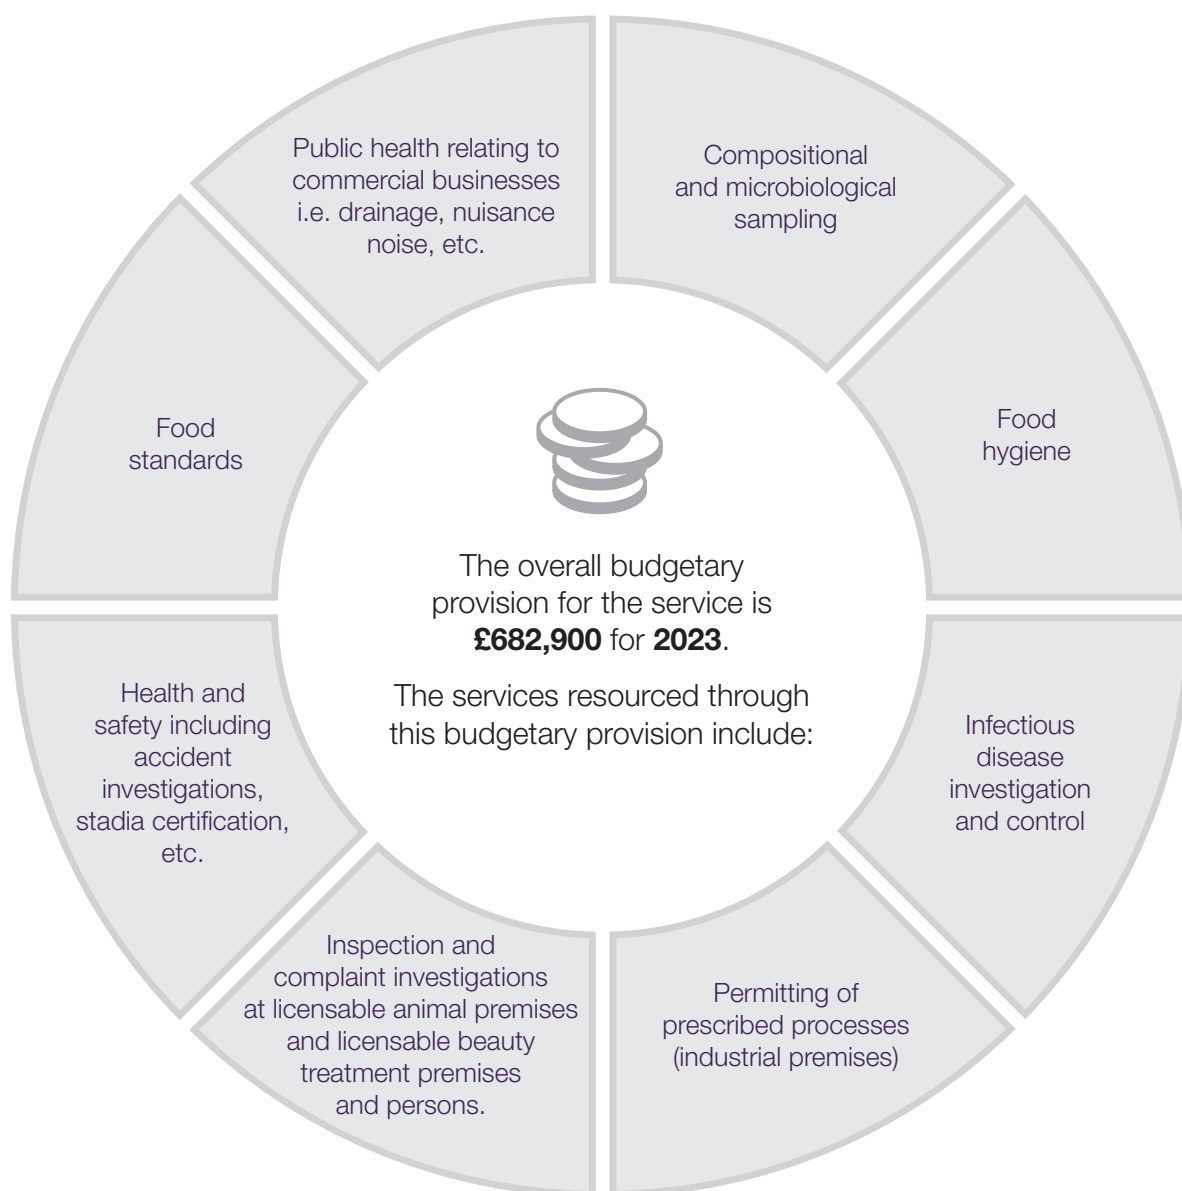 The overall budgetary
provision for the service is
£682,900 for 2023.
The services resourced through
this budgetary provision include:
Compositional
and microbiological
sampling
Food
hygiene
Infectious
disease
investigation
and control
Permitting of
prescribed processes
(industrial premises)
Inspection and
complaint investigations
at licensable animal premises
and licensable beauty
treatment premises
and persons.
Health and
safety including
accident
investigations,
stadia certification,
etc.
Food
standards
Public health relating to
commercial businesses
i.e. drainage, nuisance
noise, etc.